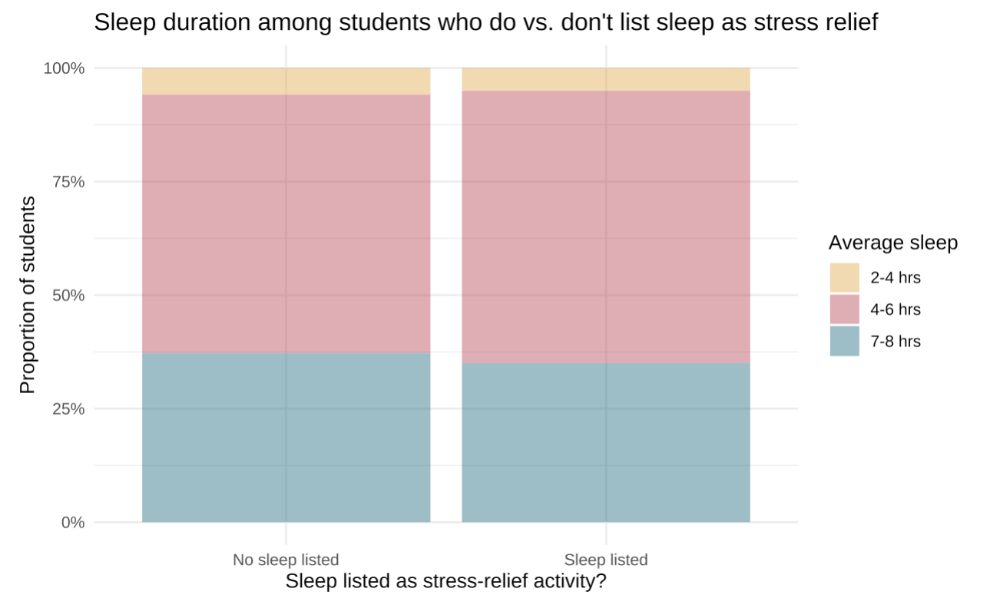 Sleep duration among students who do vs. don't list sleep as stress relief
100%
75%
50%
25%
0%
Proportion of students
No sleep listed
Sleep listed
Sleep listed as stress-relief activity?
Average sleep
2-4 hrs
4-6 hrs
7-8 hrs